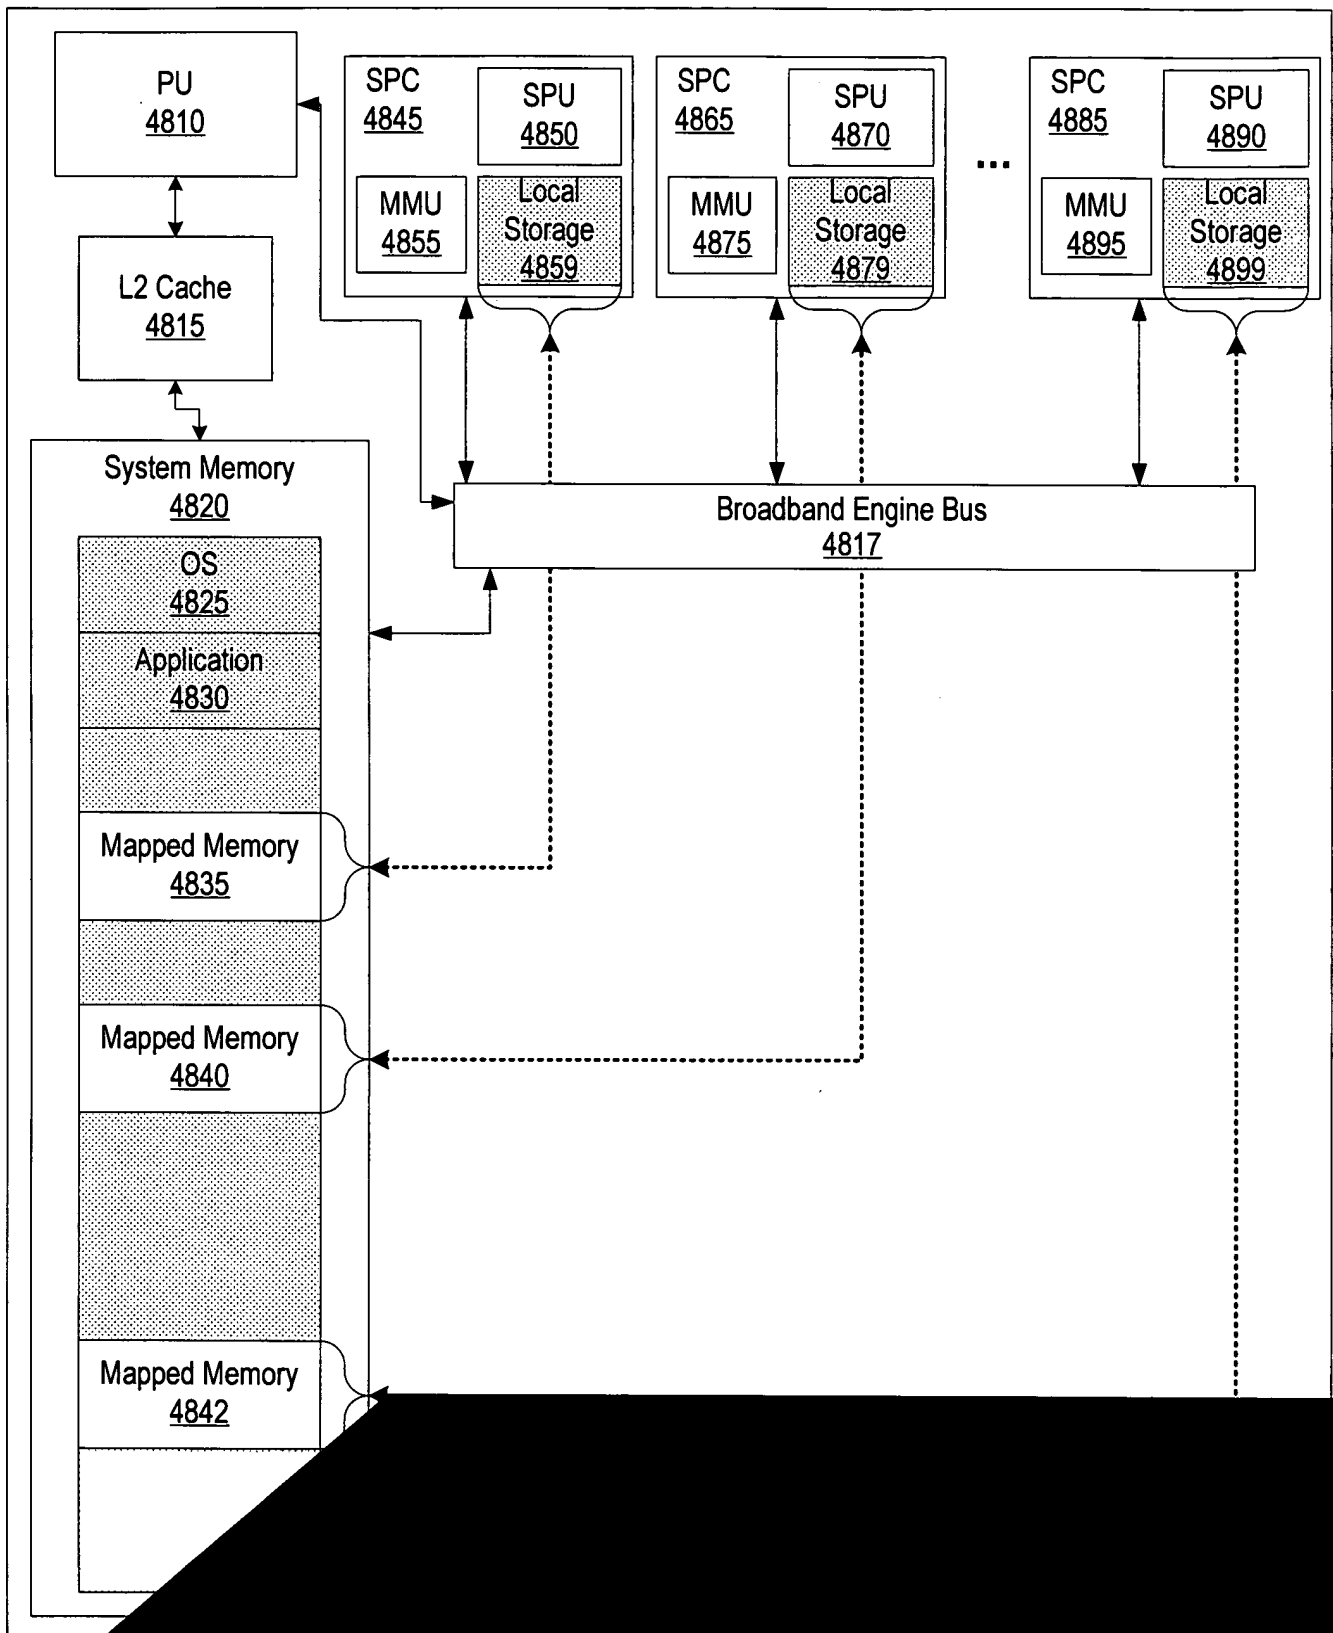 PU
4810
L2 Cache
4815
SPC
4845
SPU
4850
MMU
4855
Local
Storage
4859
SPC
4865
SPU
4870
MMU
4875
Local
Storage
4879
...
SPC
4885
SPU
4890
MMU
4895
Local
Storage
4899
Broadband Engine Bus
4817
System Memory
4820
OS
4825
Application
4830
Mapped Memory
4835
Mapped Memory
4840
Mapped Memory
4842